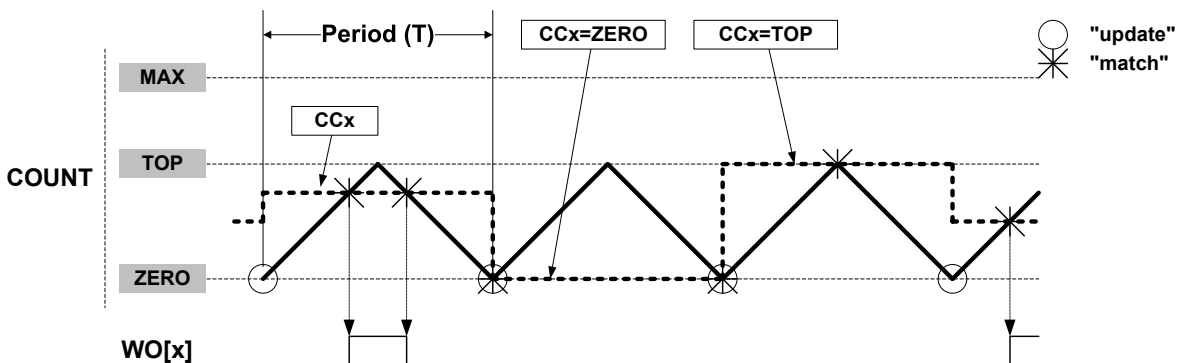 Period (T)
CCx=ZERO
CCx=TOP
"update"
"match"
MAX
CCx
TOP
COUNT
ZERO
WO[x]